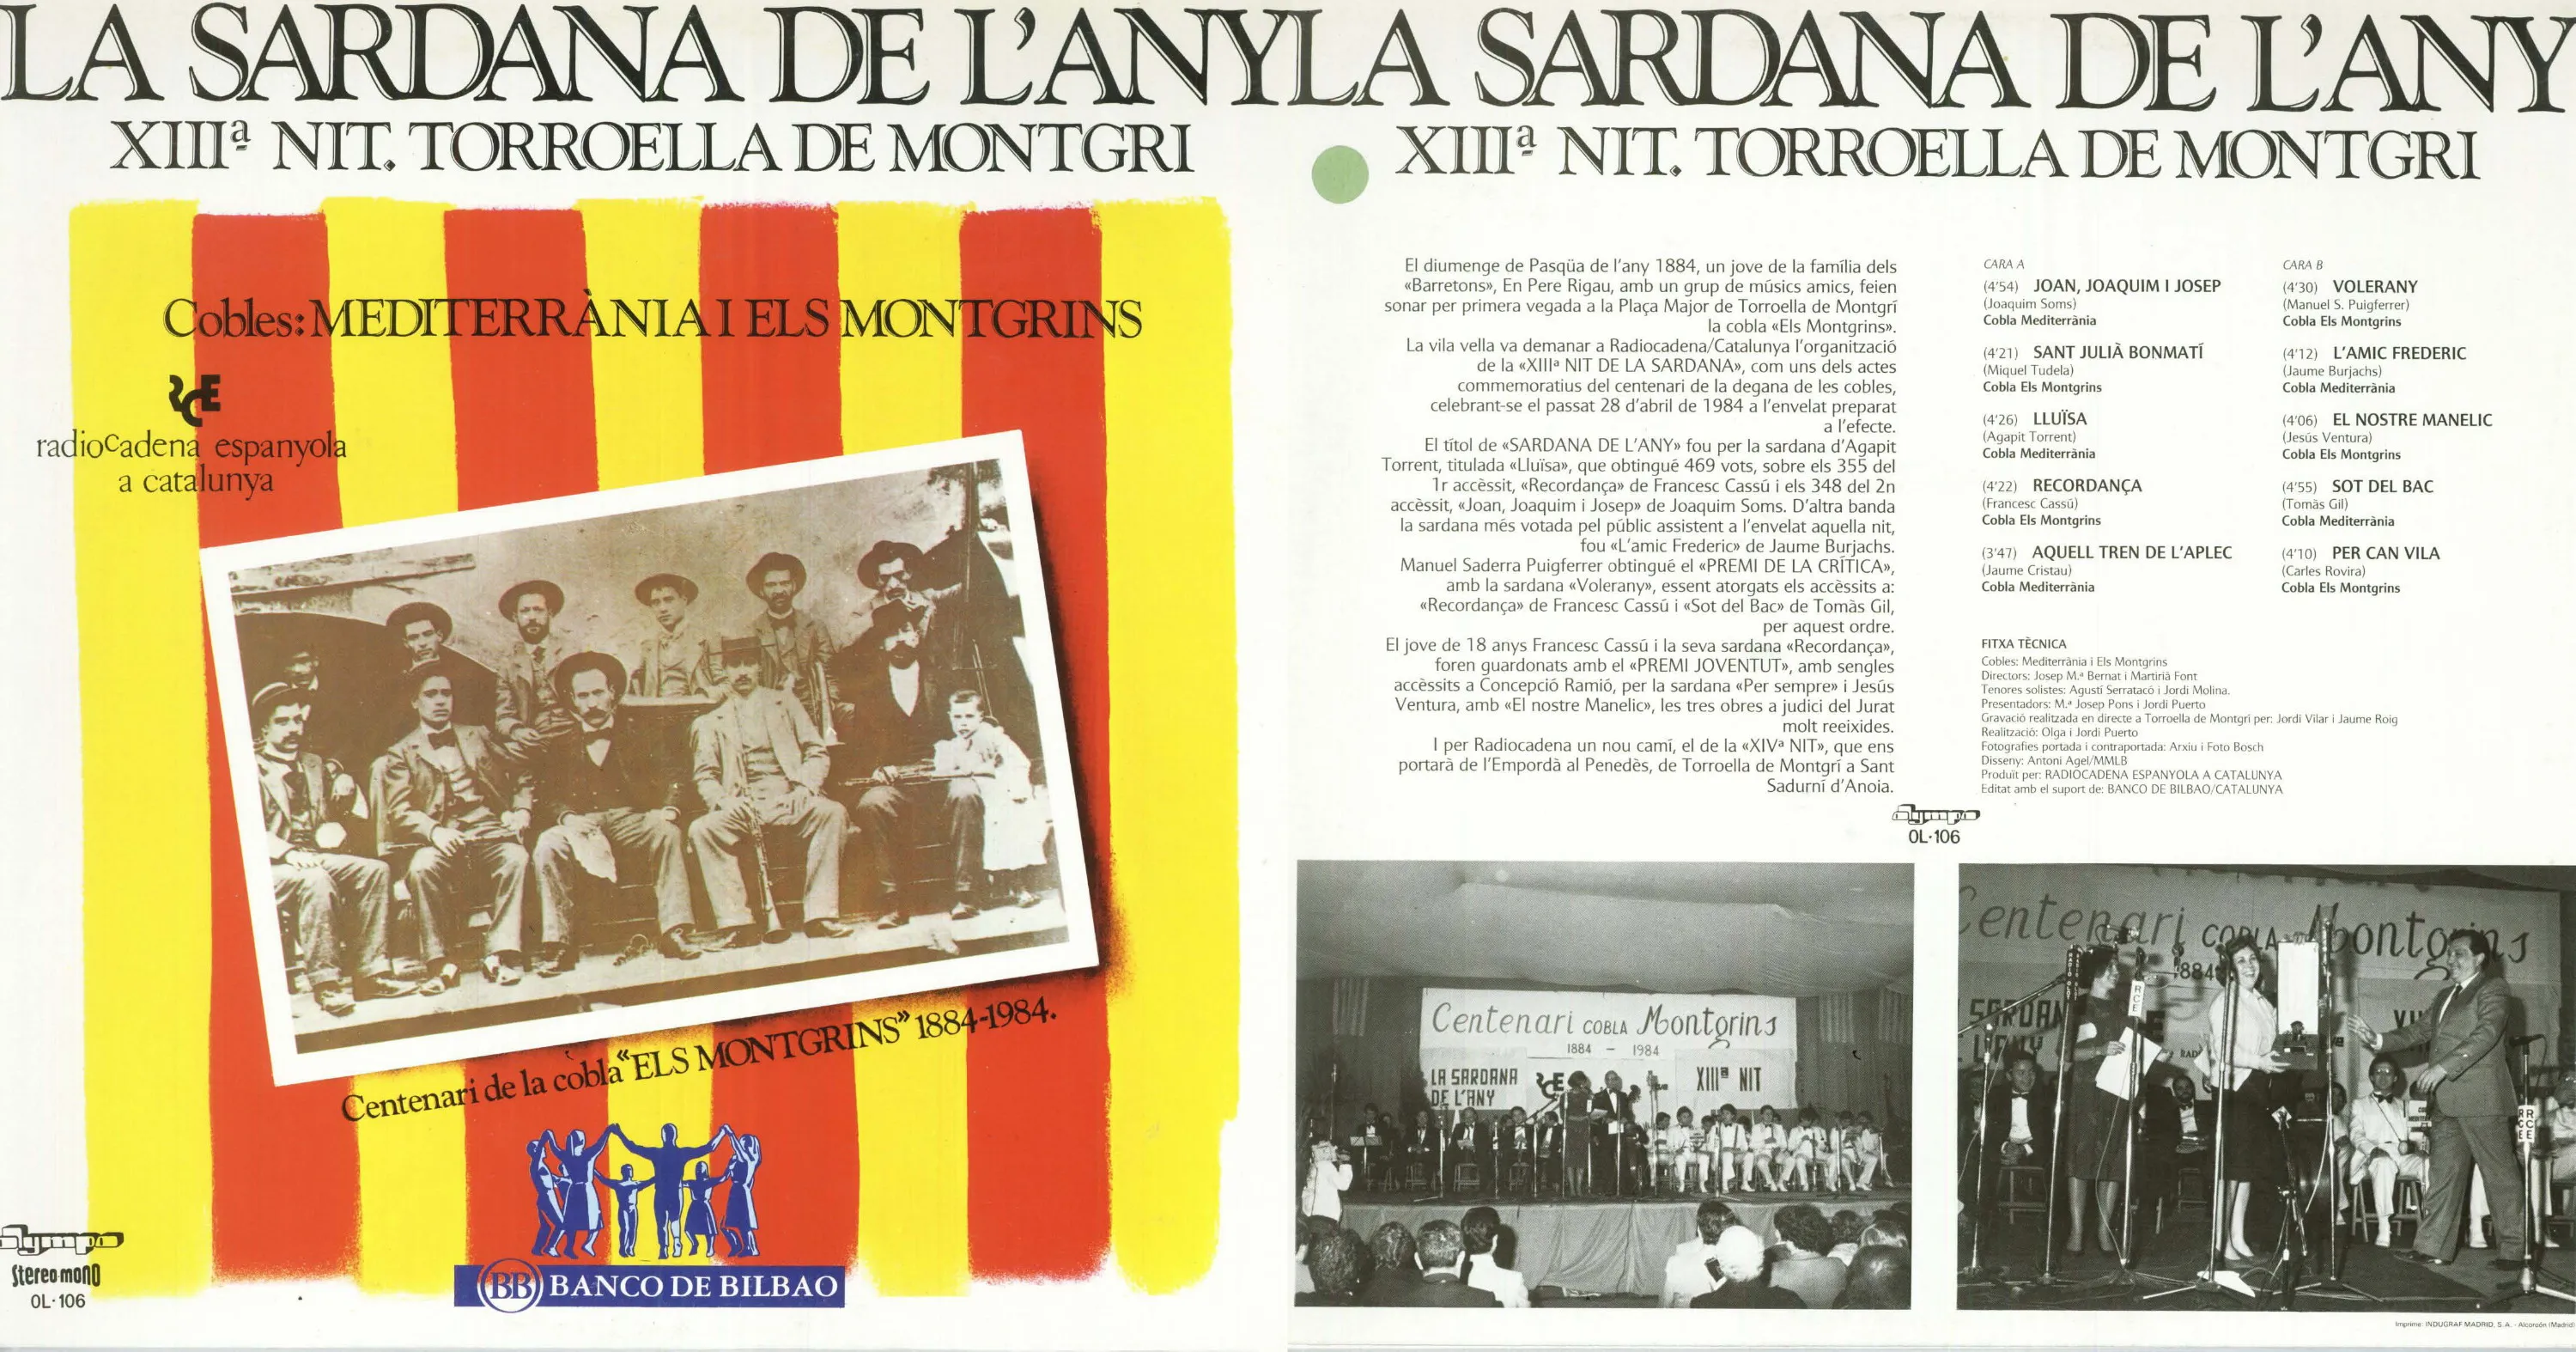 LA SARDANA DE L'ANY
XIIIª NIT. TORROELLA DE MONTGRI
Cobles: MEDITERRÀNIA I ELS MONTGRINS
rcE
radiocadena espanyola
a catalunya
Centenari de la còbla "ELS MONTGRINS" 1884-1984.
BB BANCO DE BILBAO
Olympo
Stereo-mono
OL·106
LA SARDANA DE L'ANY
XIIIª NIT. TORROELLA DE MONTGRI
El diumenge de Pasqüa de l'any 1884, un jove de la família dels
«Barretons», En Pere Rigau, amb un grup de músics amics, feien
sonar per primera vegada a la Plaça Major de Torroella de Montgrí
la cobla «Els Montgrins».
La vila vella va demanar a Radiocadena/Catalunya l'organització
de la «XIIIª NIT DE LA SARDANA», com uns dels actes
commemoratius del centenari de la degana de les cobles,
celebrant-se el passat 28 d'abril de 1984 a l'envelat preparat
a l'efecte.
El títol de «SARDANA DE L'ANY» fou per la sardana d'Agapit
Torrent, titulada «Lluïsa», que obtingué 469 vots, sobre els 355 del
1r accèssit, «Recordança» de Francesc Cassú i els 348 del 2n
accèssit, «Joan, Joaquim i Josep» de Joaquim Soms. D'altra banda
la sardana més votada pel públic assistent a l'envelat aquella nit,
fou «L'amic Frederic» de Jaume Burjachs.
Manuel Saderra Puigferrer obtingué el «PREMI DE LA CRÍTICA»,
amb la sardana «Volerany», essent atorgats els accèssits a:
«Recordança» de Francesc Cassú i «Sot del Bac» de Tomàs Gil,
per aquest ordre.
El jove de 18 anys Francesc Cassú i la seva sardana «Recordança»,
foren guardonats amb el «PREMI JOVENTUT», amb sengles
accèssits a Concepció Ramió, per la sardana «Per sempre» i Jesús
Ventura, amb «El nostre Manelic», les tres obres a judici del Jurat
molt reeixides.
I per Radiocadena un nou camí, el de la «XIVª NIT», que ens
portarà de l'Empordà al Penedès, de Torroella de Montgrí a Sant
Sadurní d'Anoia.
CARA A
(4'54) JOAN, JOAQUIM I JOSEP
(Joaquim Soms)
Cobla Mediterrània
(4'21) SANT JULIÀ BONMATÍ
(Miquel Tudela)
Cobla Els Montgrins
(4'26) LLUÏSA
(Agapit Torrent)
Cobla Mediterrània
(4'22) RECORDANÇA
(Francesc Cassú)
Cobla Els Montgrins
(3'47) AQUELL TREN DE L'APLEC
(Jaume Cristau)
Cobla Mediterrània
CARA B
(4'30) VOLERANY
(Manuel S. Puigferrer)
Cobla Els Montgrins
(4'12) L'AMIC FREDERIC
(Jaume Burjachs)
Cobla Mediterrània
(4'06) EL NOSTRE MANELIC
(Jesús Ventura)
Cobla Els Montgrins
(4'55) SOT DEL BAC
(Tomàs Gil)
Cobla Mediterrània
(4'10) PER CAN VILA
(Carles Rovira)
Cobla Els Montgrins
FITXA TÈCNICA
Cobles: Mediterrània i Els Montgrins
Directors: Josep M.ª Bernat i Martirià Font
Tenores solistes: Agustí Serratacó i Jordi Molina.
Presentadors: M.ª Josep Pons i Jordi Puerto
Gravació realitzada en directe a Torroella de Montgrí per: Jordi Vilar i Jaume Roig
Realització: Olga i Jordi Puerto
Fotografies portada i contraportada: Arxiu i Foto Bosch
Disseny: Antoni Agel/MMLB
Produït per: RADIOCADENA ESPANYOLA A CATALUNYA
Editat amb el suport de: BANCO DE BILBAO/CATALUNYA
Olympo
OL·106
Centenari COBLA Montgrins
1884 - 1984
LA SARDANA
DE L'ANY
rcE
XIIIª NIT
Centenari COBLA Montgrins
1884
SARDAN
L'ANY
RCE
RAD
XII
RCE
RCE
Imprime: INDUGRAF MADRID, S.A. - Alcorcón (Madrid)